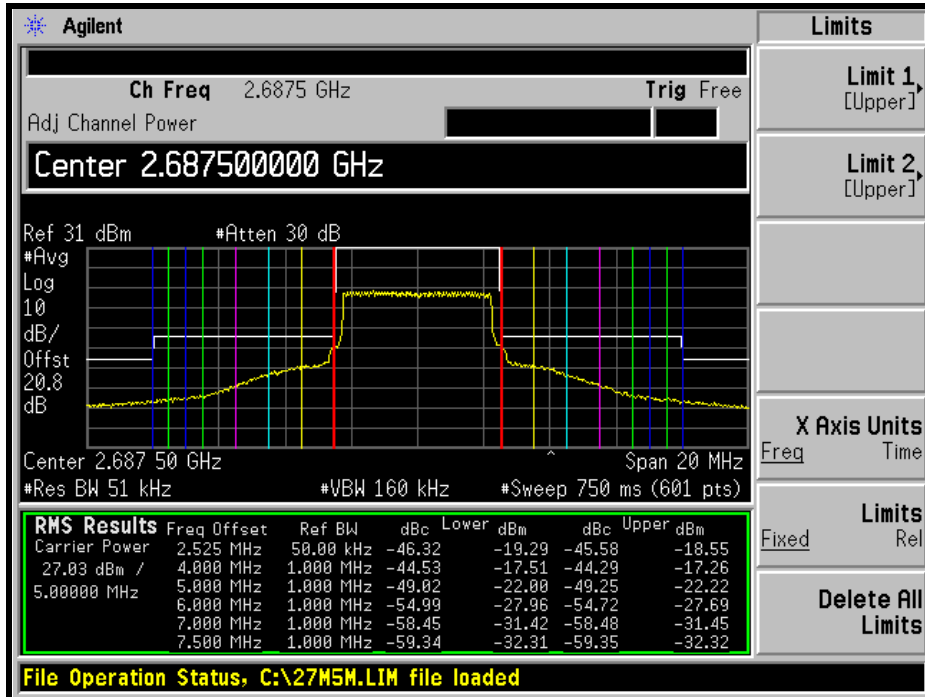 Agilent
Limits
Ch Freq 2.6875 GHz Trig Free
Adj Channel Power
Center 2.687500000 GHz
Ref 31 dBm #Atten 30 dB
#Avg
Log
10
dB/
Offst
20.8
dB
Center 2.687 50 GHz Span 20 MHz
#Res BW 51 kHz #VBW 160 kHz #Sweep 750 ms (601 pts)
RMS Results Freq Offset Ref BW dBc Lower dBm dBc Upper dBm
Carrier Power 2.525 MHz 50.00 kHz -46.32 -19.29 -45.58 -18.55
27.03 dBm / 4.000 MHz 1.000 MHz -44.53 -17.51 -44.29 -17.26
5.00000 MHz 5.000 MHz 1.000 MHz -49.02 -22.00 -49.25 -22.22
6.000 MHz 1.000 MHz -54.99 -27.96 -54.72 -27.69
7.000 MHz 1.000 MHz -58.45 -31.42 -58.48 -31.45
7.500 MHz 1.000 MHz -59.34 -32.31 -59.35 -32.32
File Operation Status, C:\27M5M.LIM file loaded
Limit 1
[Upper]
Limit 2
[Upper]
X Axis Units
Freq Time
Limits
Fixed Rel
Delete All
Limits